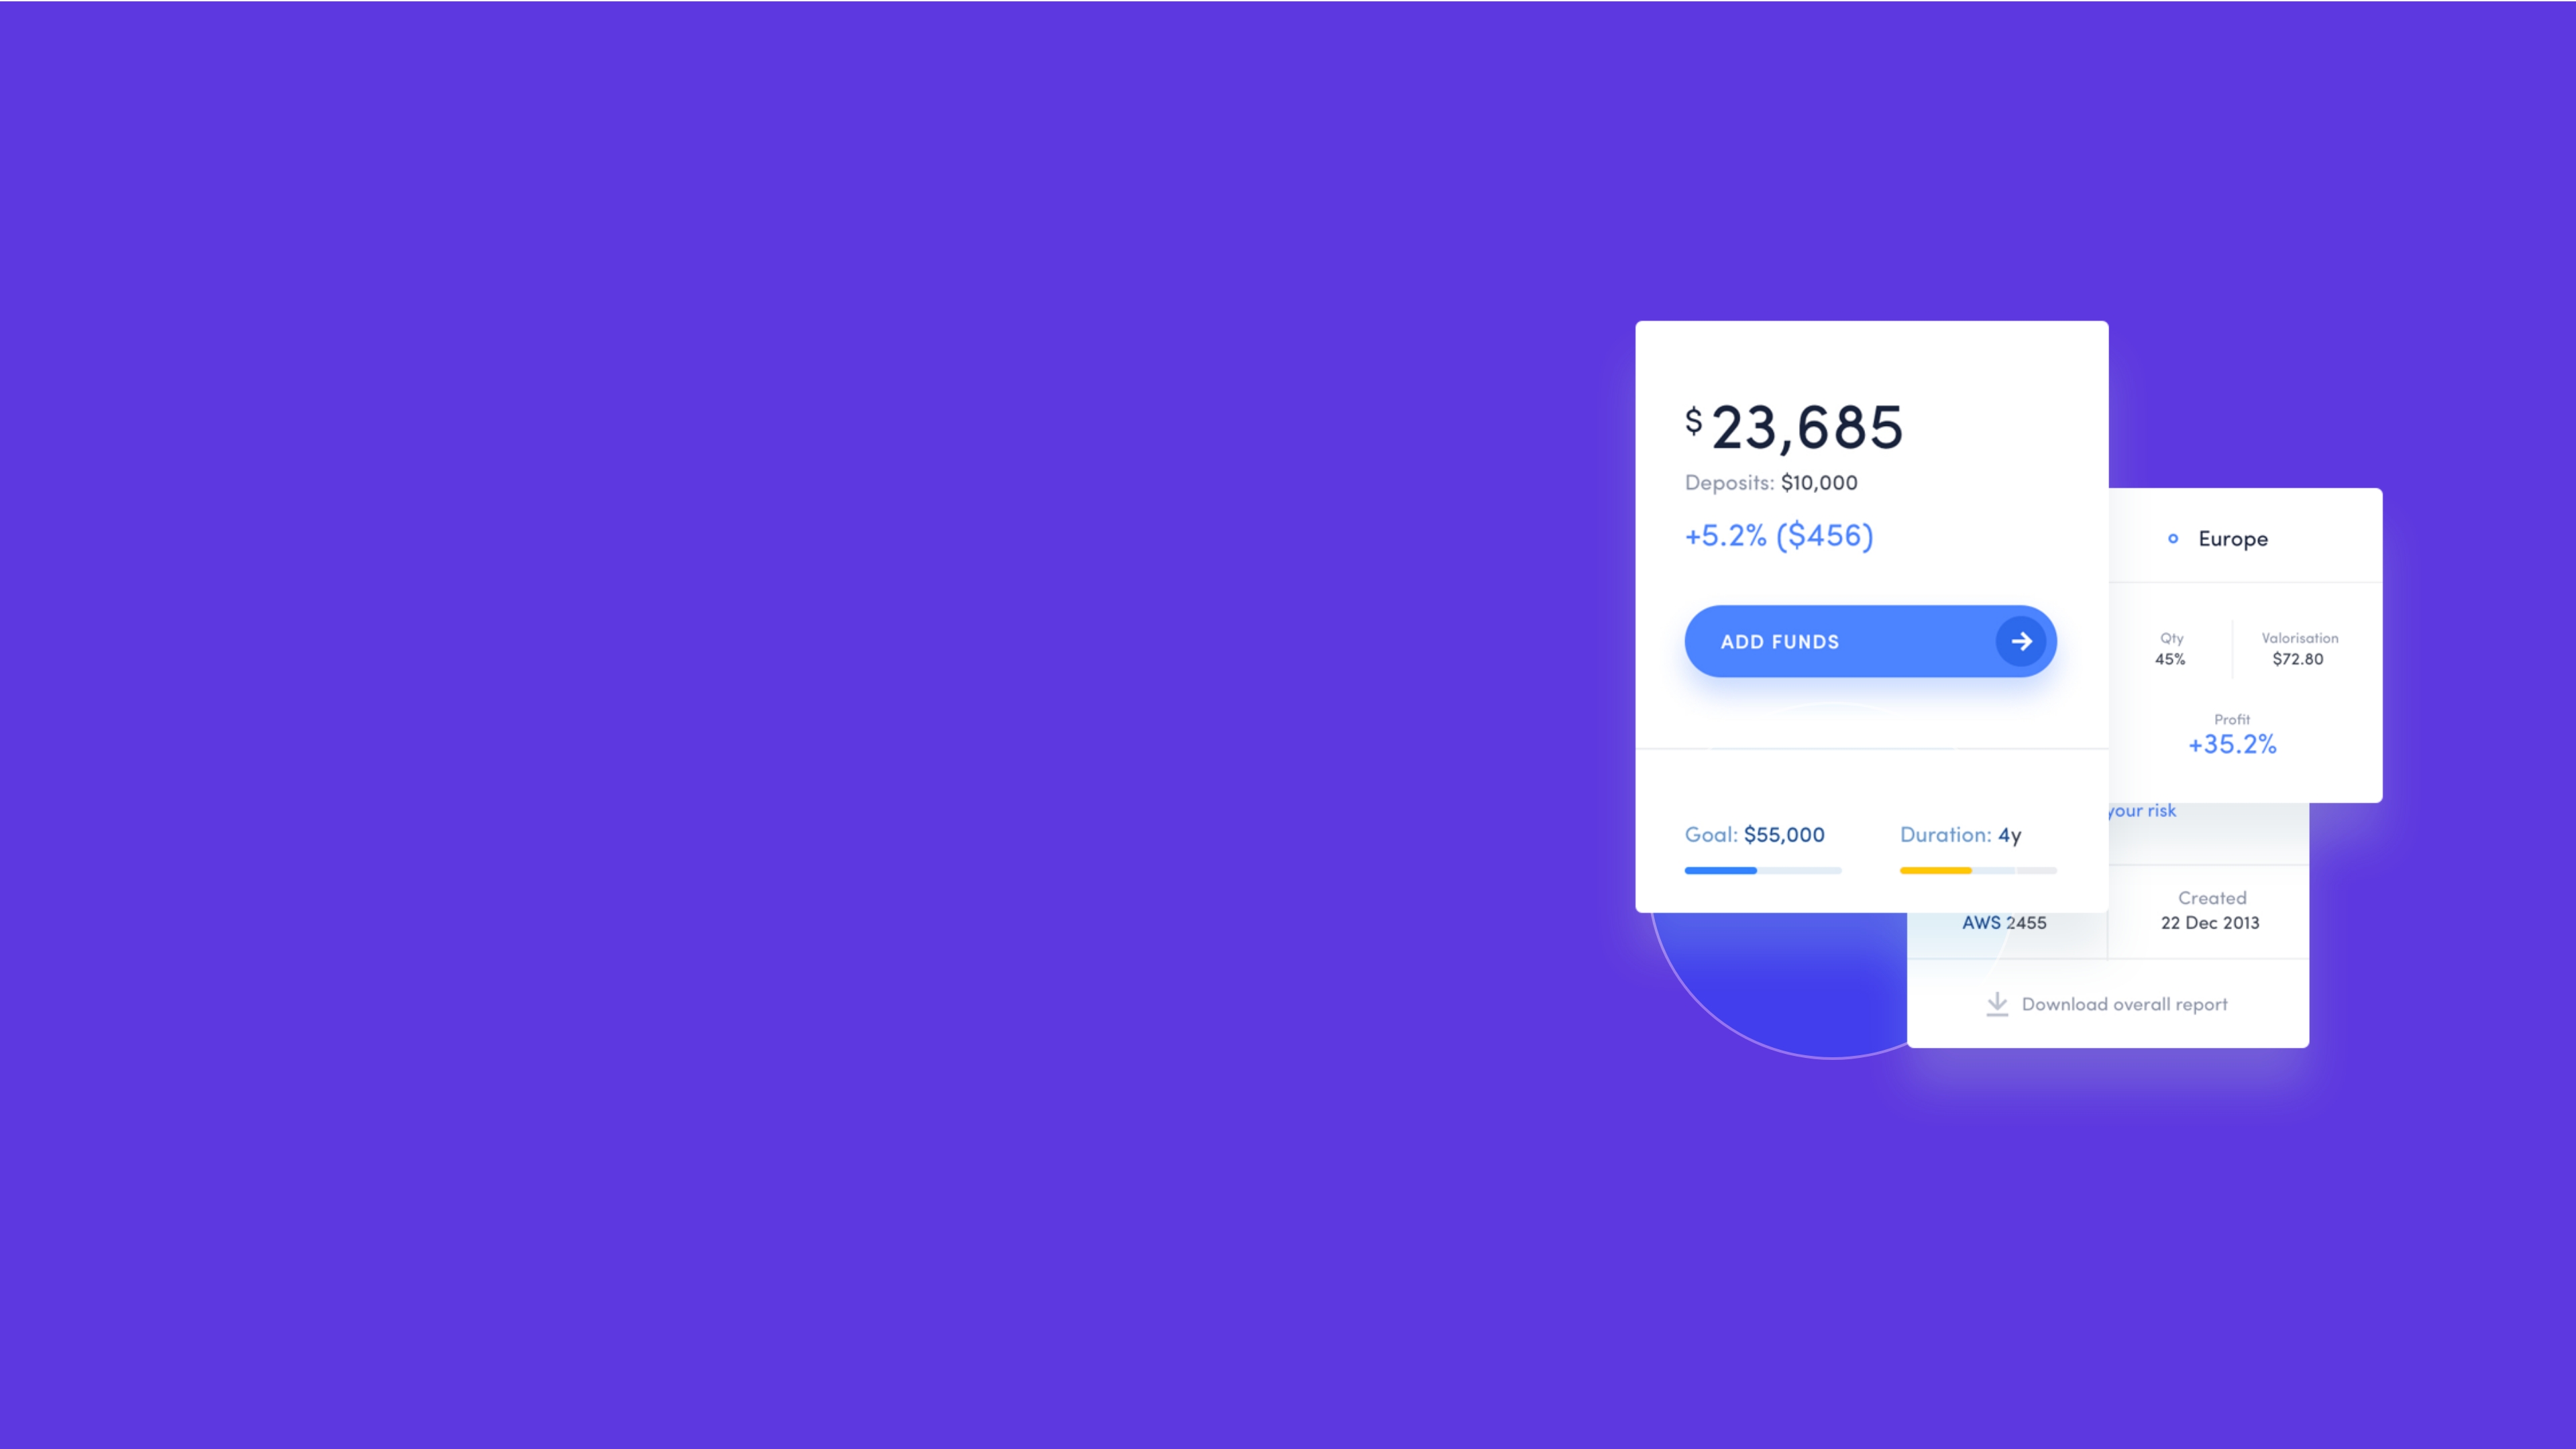 $ 23,685
Deposits: $10,000
+5.2% ($456)
ADD FUNDS
Goal: $55,000
Duration: 4y
Europe
Qty
45%
Valorisation
$72.80
Profit
+35.2%
your risk
AWS 2455
Created
22 Dec 2013
Download overall report